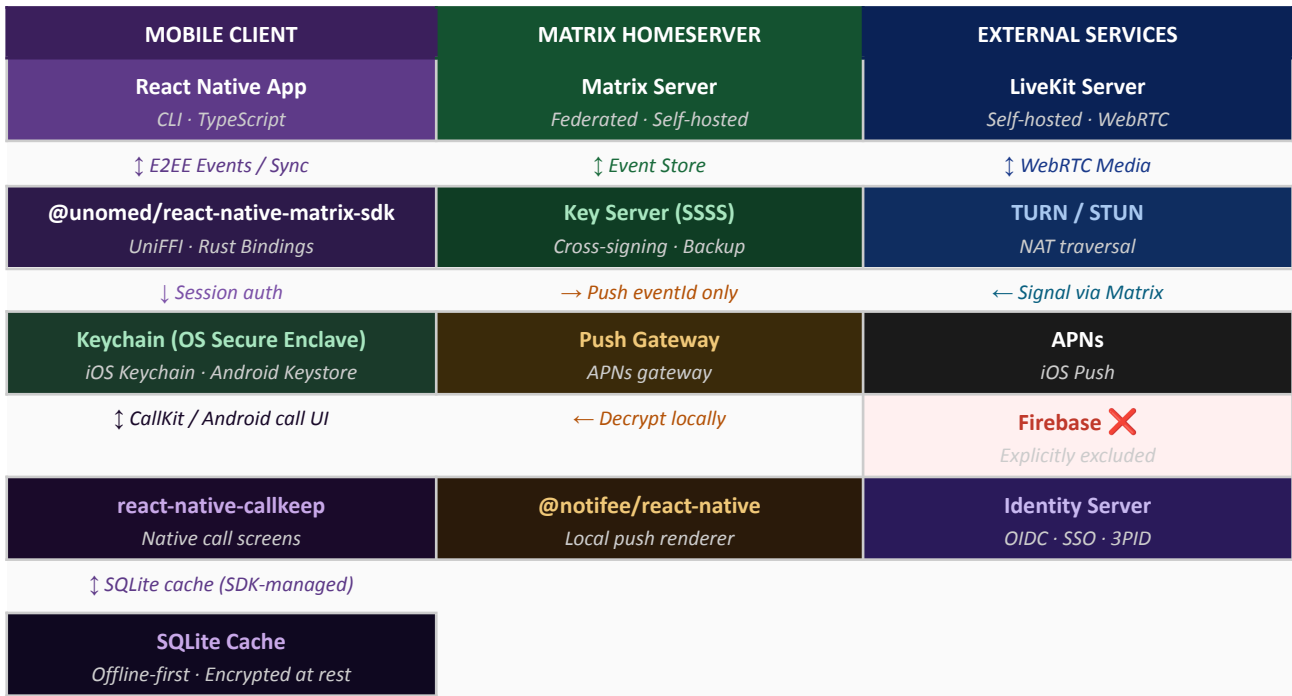 MOBILE CLIENT
MATRIX HOMESERVER
EXTERNAL SERVICES
React Native App
CLI · TypeScript
Matrix Server
Federated · Self-hosted
LiveKit Server
Self-hosted · WebRTC
↕ E2EE Events / Sync
↕ Event Store
↕ WebRTC Media
@unomed/react-native-matrix-sdk
UniFFI · Rust Bindings
Key Server (SSSS)
Cross-signing · Backup
TURN / STUN
NAT traversal
↓ Session auth
→ Push eventId only
← Signal via Matrix
Keychain (OS Secure Enclave)
iOS Keychain · Android Keystore
Push Gateway
APNs gateway
APNs
iOS Push
↕ CallKit / Android call UI
← Decrypt locally
Firebase ❌
Explicitly excluded
react-native-callkeep
Native call screens
@notifee/react-native
Local push renderer
Identity Server
OIDC · SSO · 3PID
↕ SQLite cache (SDK-managed)
SQLite Cache
Offline-first · Encrypted at rest